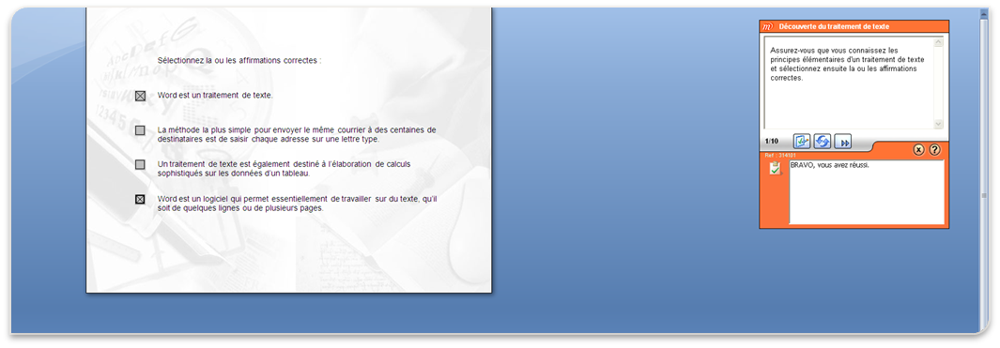 Sélectionnez la ou les affirmations correctes :
Word est un traitement de texte.
La méthode la plus simple pour envoyer le même courrier à des centaines de
destinataires est de saisir chaque adresse sur une lettre type.
Un traitement de texte est également destiné à l'élaboration de calculs
sophistiqués sur les données d'un tableau.
Word est un logiciel qui permet essentiellement de travailler sur du texte, qu'il
soit de quelques lignes ou de plusieurs pages.
Découverte du traitement de texte
Assurez-vous que vous connaissez les
principes élémentaires d'un traitement de texte
et sélectionnez ensuite la ou les affirmations
correctes.
1/10
BRAVO, vous avez réussi.